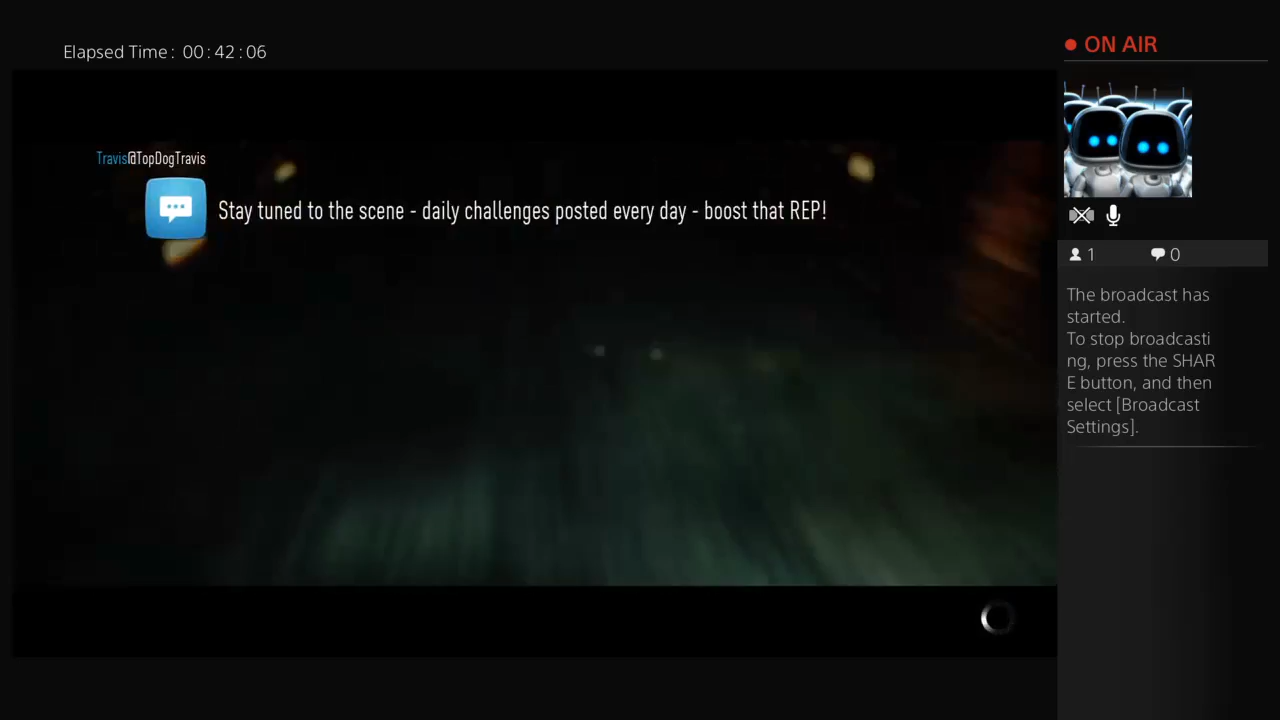 Elapsed Time: 00:42:06
ON AIR
Travis@TopDogTravis
Stay tuned to the scene - daily challenges posted every day - boost that REP!
1 0
The broadcast has
started.
To stop broadcasti
ng, press the SHAR
E button, and then
select [Broadcast
Settings].